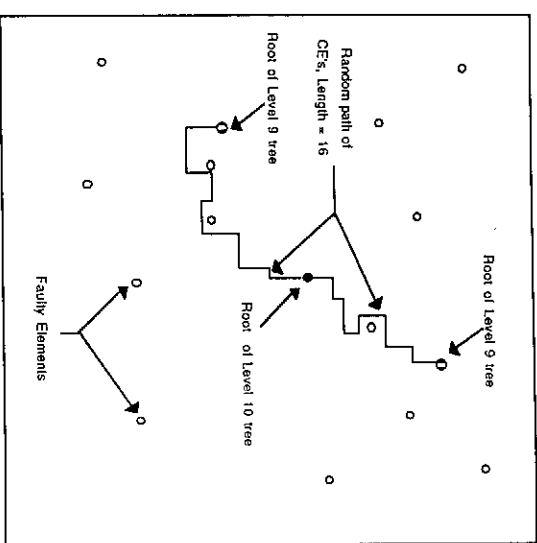 Root of Level 9 tree
Random path of
CE's, Length = 16
Root of Level 9 tree
Root of Level 10 tree
Faulty Elements